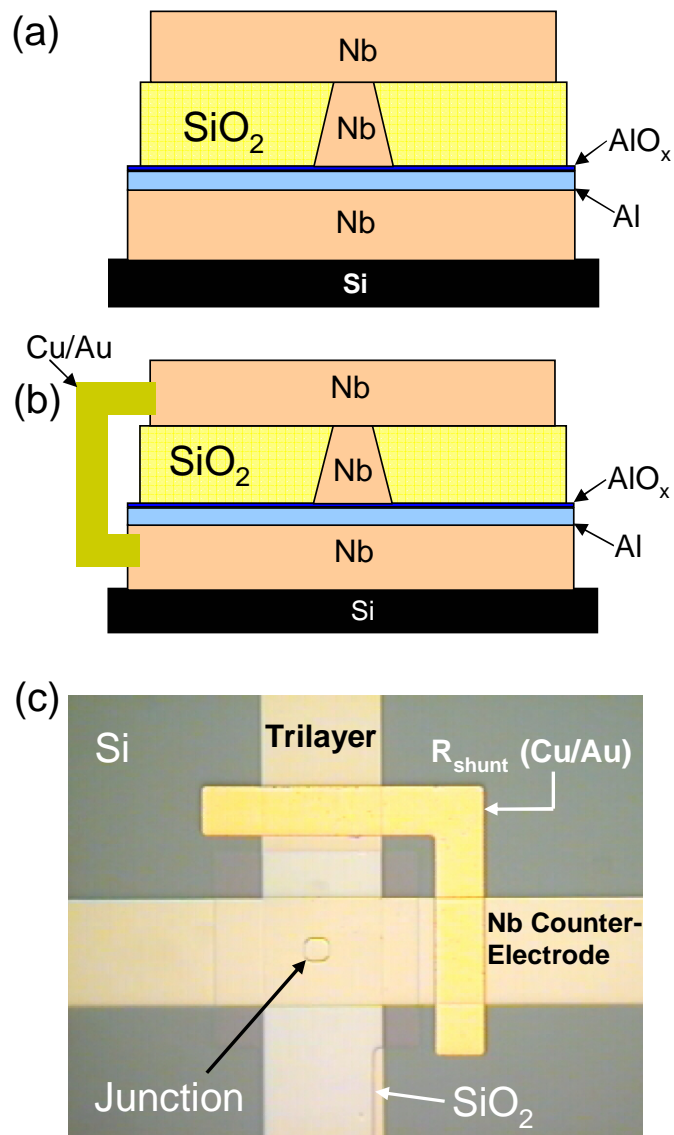 (a)
Nb
SiO₂
Nb
AlOₓ
Al
Nb
Si
Cu/Au
(b)
Nb
SiO₂
Nb
AlOₓ
Al
Nb
Si
(c)
Si
Trilayer
R_shunt (Cu/Au)
Nb Counter-
Electrode
Junction
SiO₂